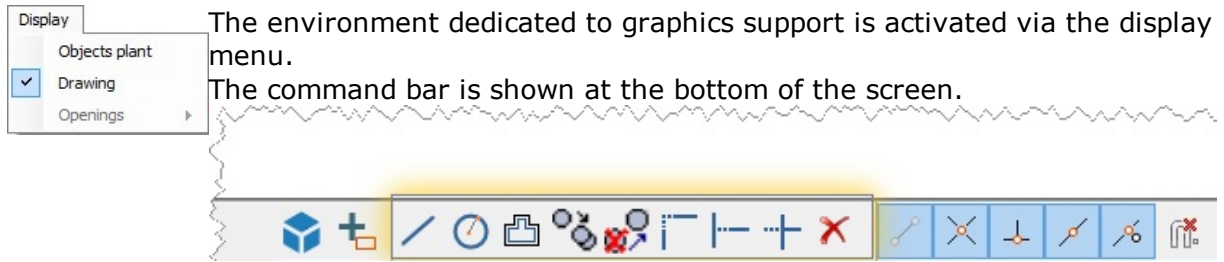 Display
Objects plant
Drawing
Openings
The environment dedicated to graphics support is activated via the display
menu.
The command bar is shown at the bottom of the screen.